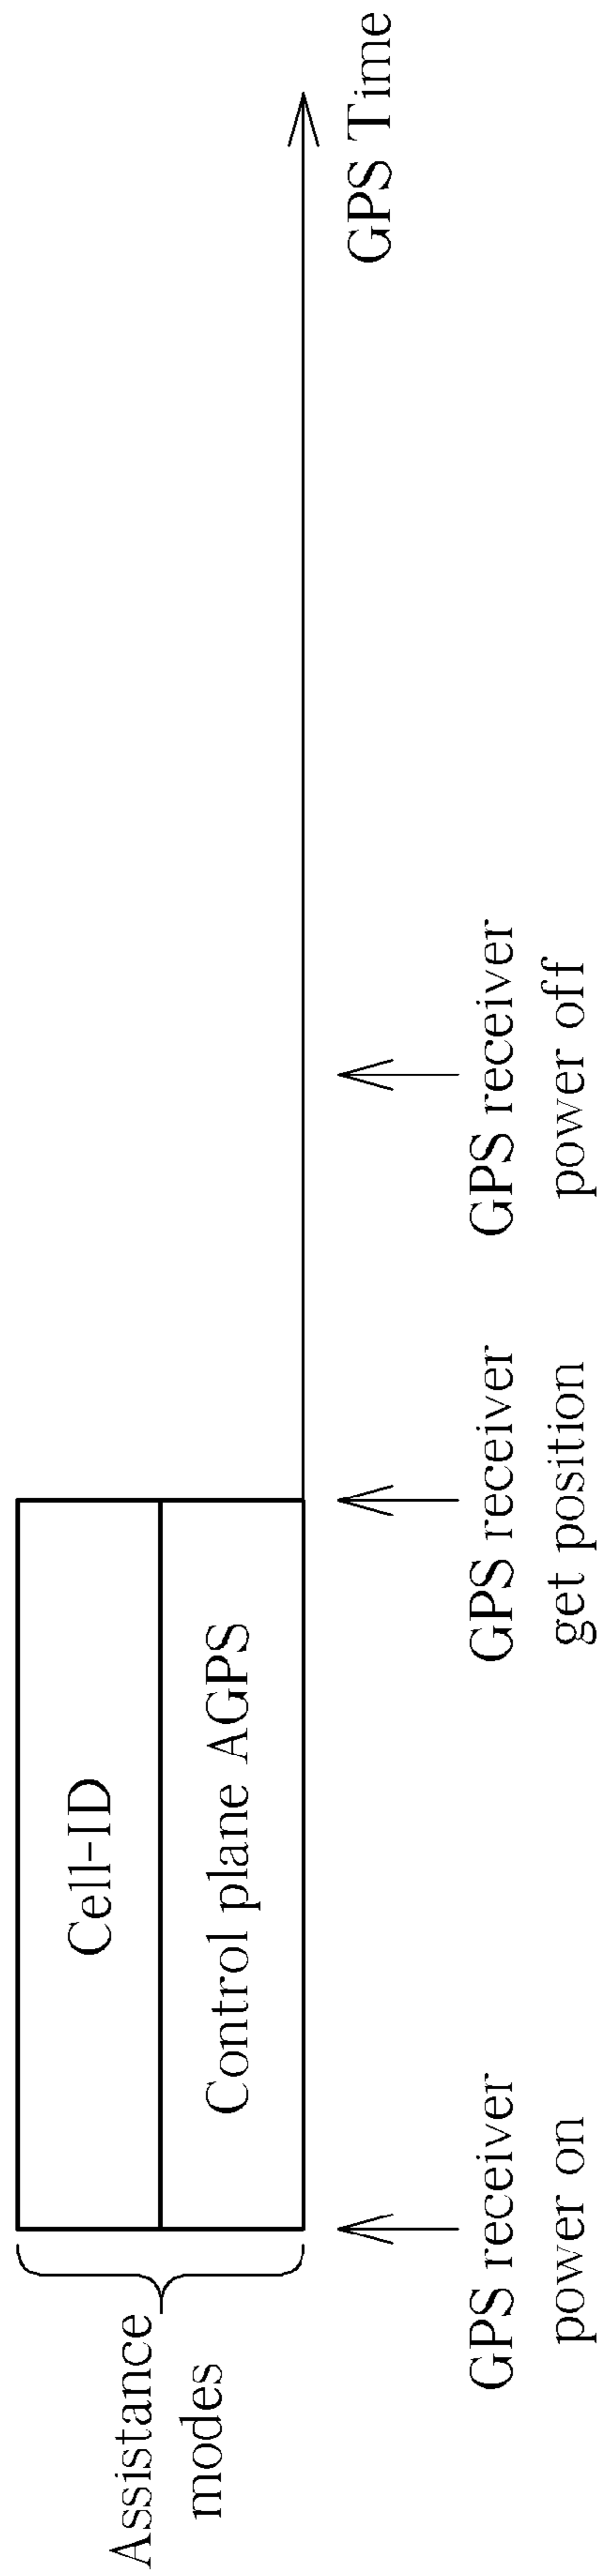 Assistance
modes
Cell-ID
Control plane AGPS
GPS Time
GPS receiver
power on
GPS receiver
get position
GPS receiver
power off